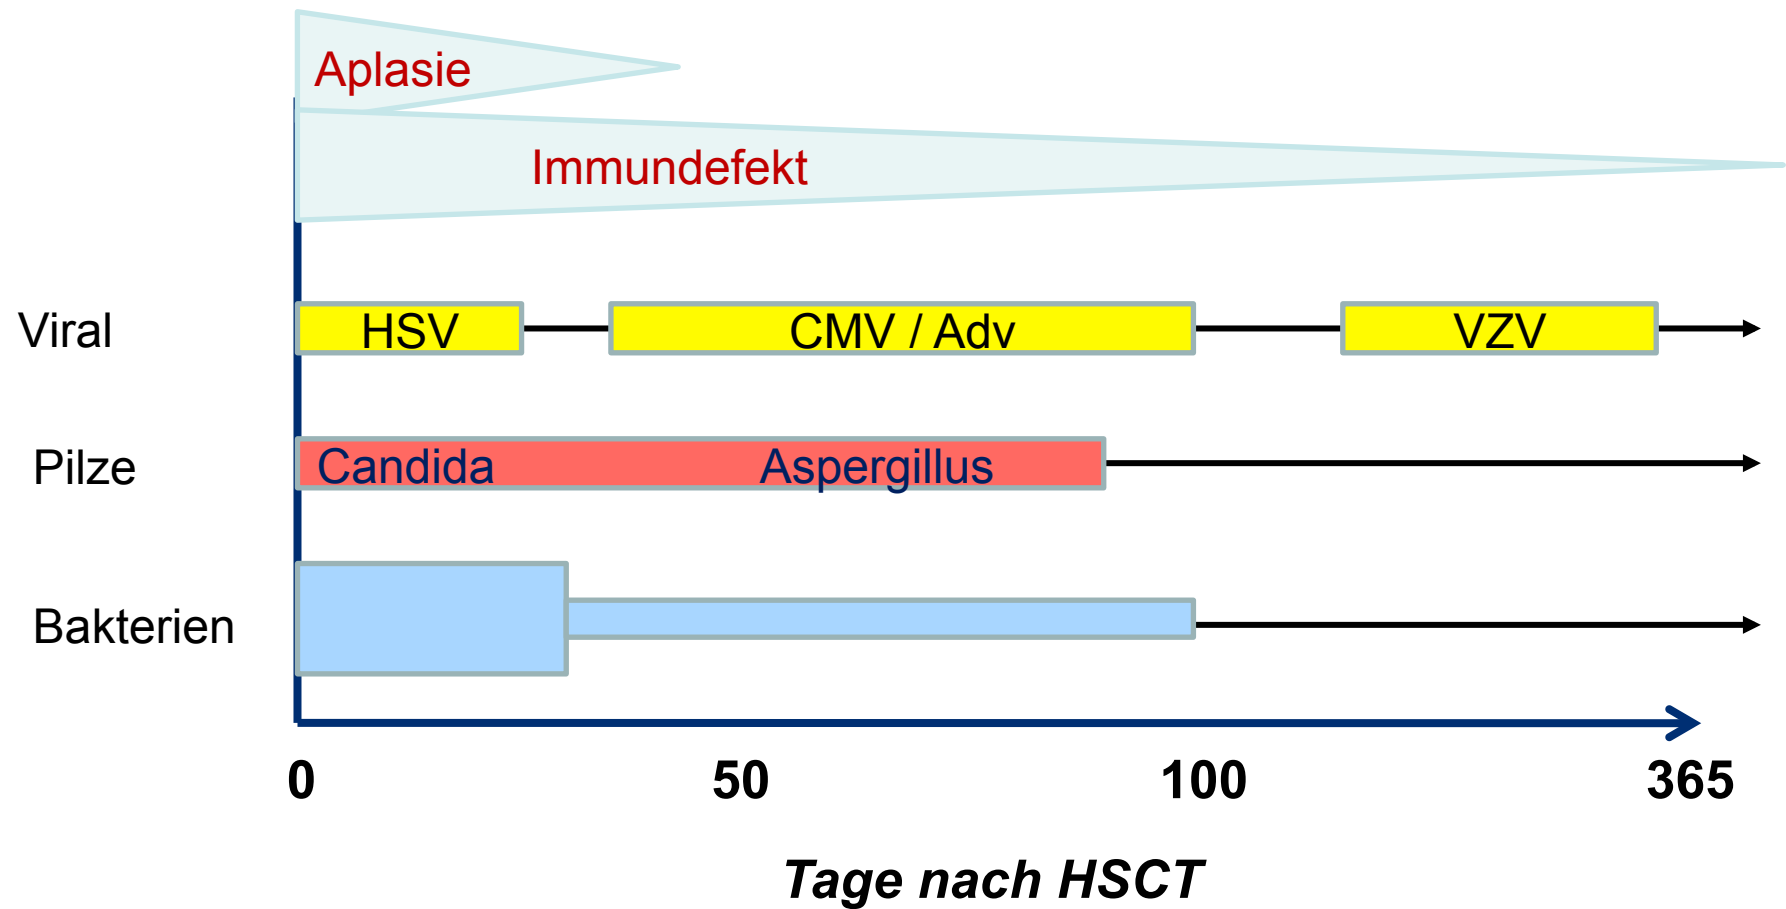 Aplasie
Immundefekt
Viral HSV CMV / Adv VZV
Pilze Candida Aspergillus
Bakterien
0 50 100 365
Tage nach HSCT